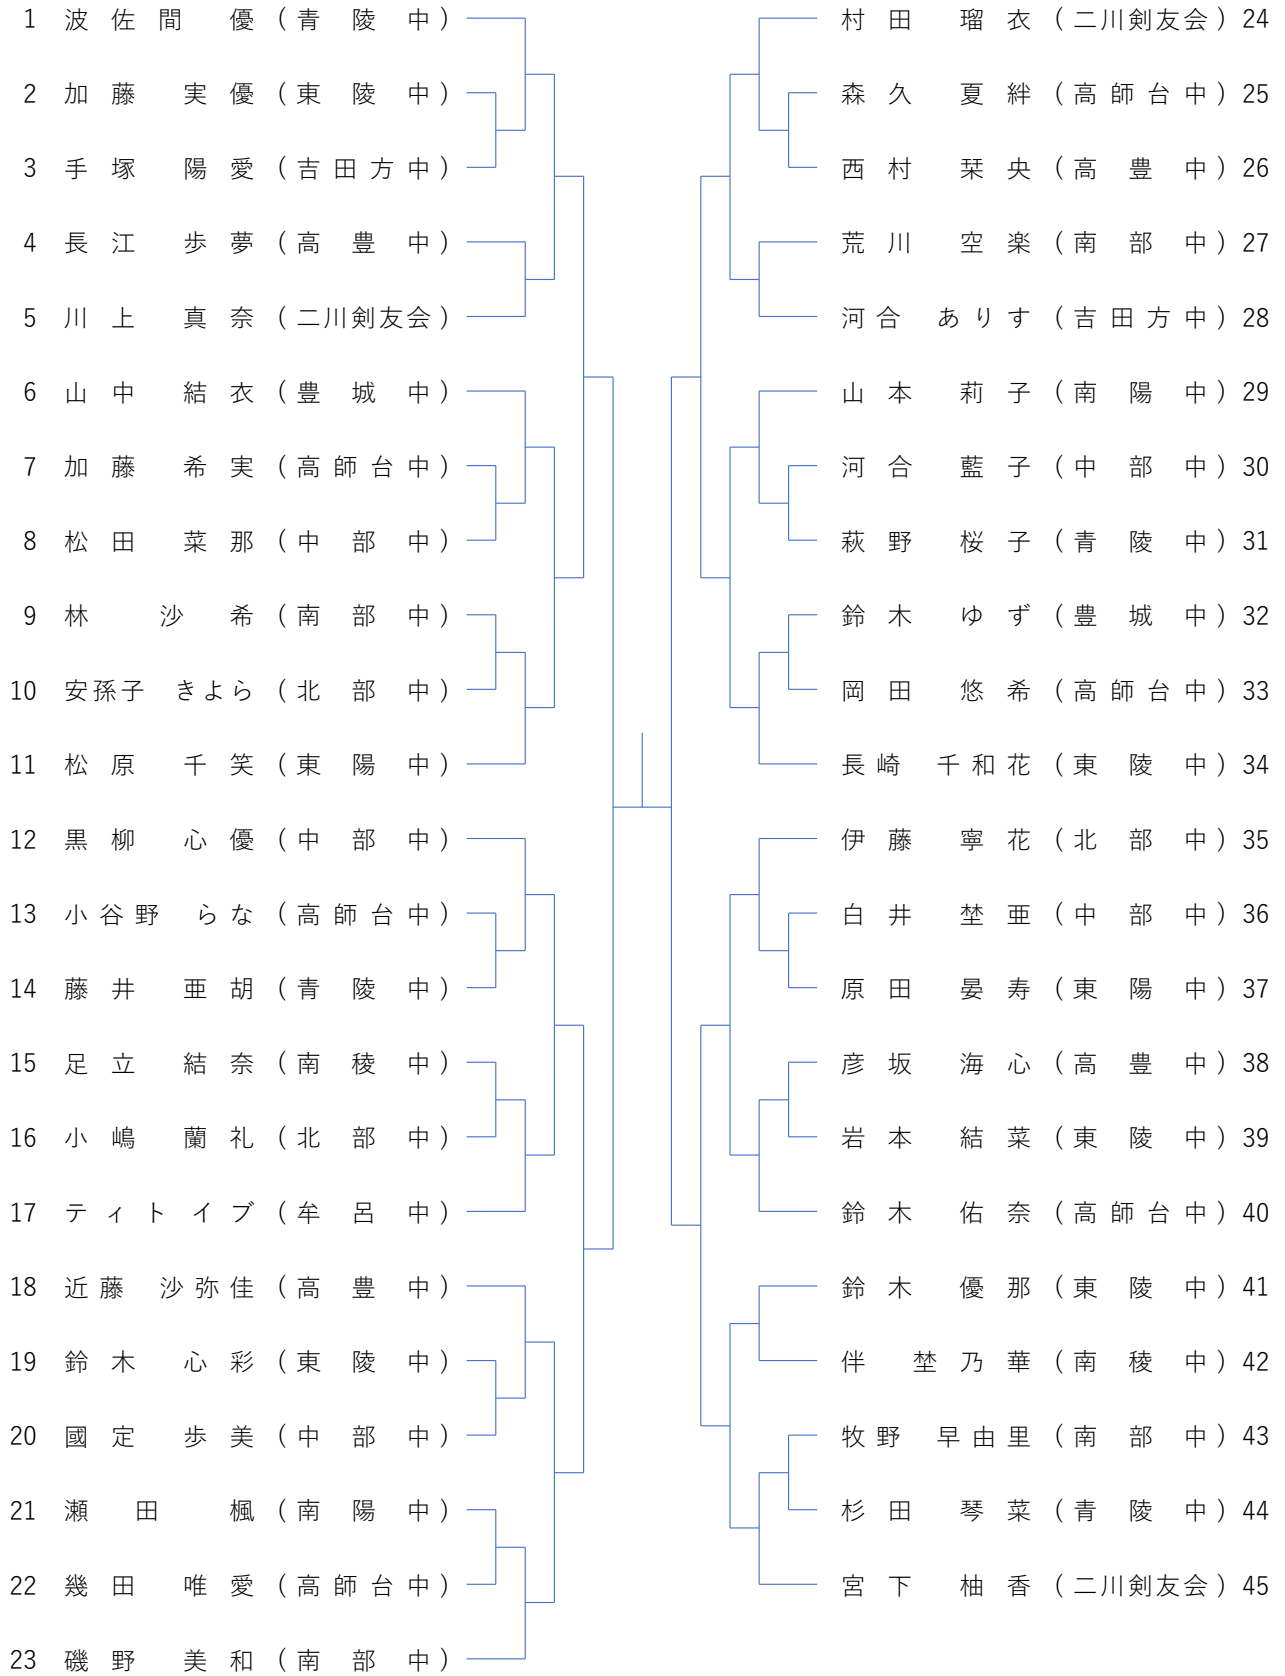 1 波佐間 優 (青陵中)
2 加藤 実優 (東陵中)
3 手塚 陽愛 (吉田方中)
4 長江 歩夢 (高豊中)
5 川上 真奈 (二川剣友会)
6 山中 結衣 (豊城中)
7 加藤 希実 (高師台中)
8 松田 菜那 (中部中)
9 林 沙希 (南部中)
10 安孫子 きよら (北部中)
11 松原 千笑 (東陽中)
12 黒柳 心優 (中部中)
13 小谷野 らな (高師台中)
14 藤井 亜胡 (青陵中)
15 足立 結奈 (南稜中)
16 小嶋 蘭礼 (北部中)
17 ティトイブ (牟呂中)
18 近藤 沙弥佳 (高豊中)
19 鈴木 心彩 (東陵中)
20 國定 歩美 (中部中)
21 瀬田 楓 (南陽中)
22 幾田 唯愛 (高師台中)
23 磯野 美和 (南部中)
村田 瑠衣 (二川剣友会) 24
森久 夏絆 (高師台中) 25
西村 栞央 (高豊中) 26
荒川 空楽 (南部中) 27
河合 ありす (吉田方中) 28
山本 莉子 (南陽中) 29
河合 藍子 (中部中) 30
萩野 桜子 (青陵中) 31
鈴木 ゆず (豊城中) 32
岡田 悠希 (高師台中) 33
長崎 千和花 (東陵中) 34
伊藤 寧花 (北部中) 35
白井 埜亜 (中部中) 36
原田 晏寿 (東陽中) 37
彦坂 海心 (高豊中) 38
岩本 結菜 (東陵中) 39
鈴木 佑奈 (高師台中) 40
鈴木 優那 (東陵中) 41
伴 埜乃華 (南稜中) 42
牧野 早由里 (南部中) 43
杉田 琴菜 (青陵中) 44
宮下 柚香 (二川剣友会) 45